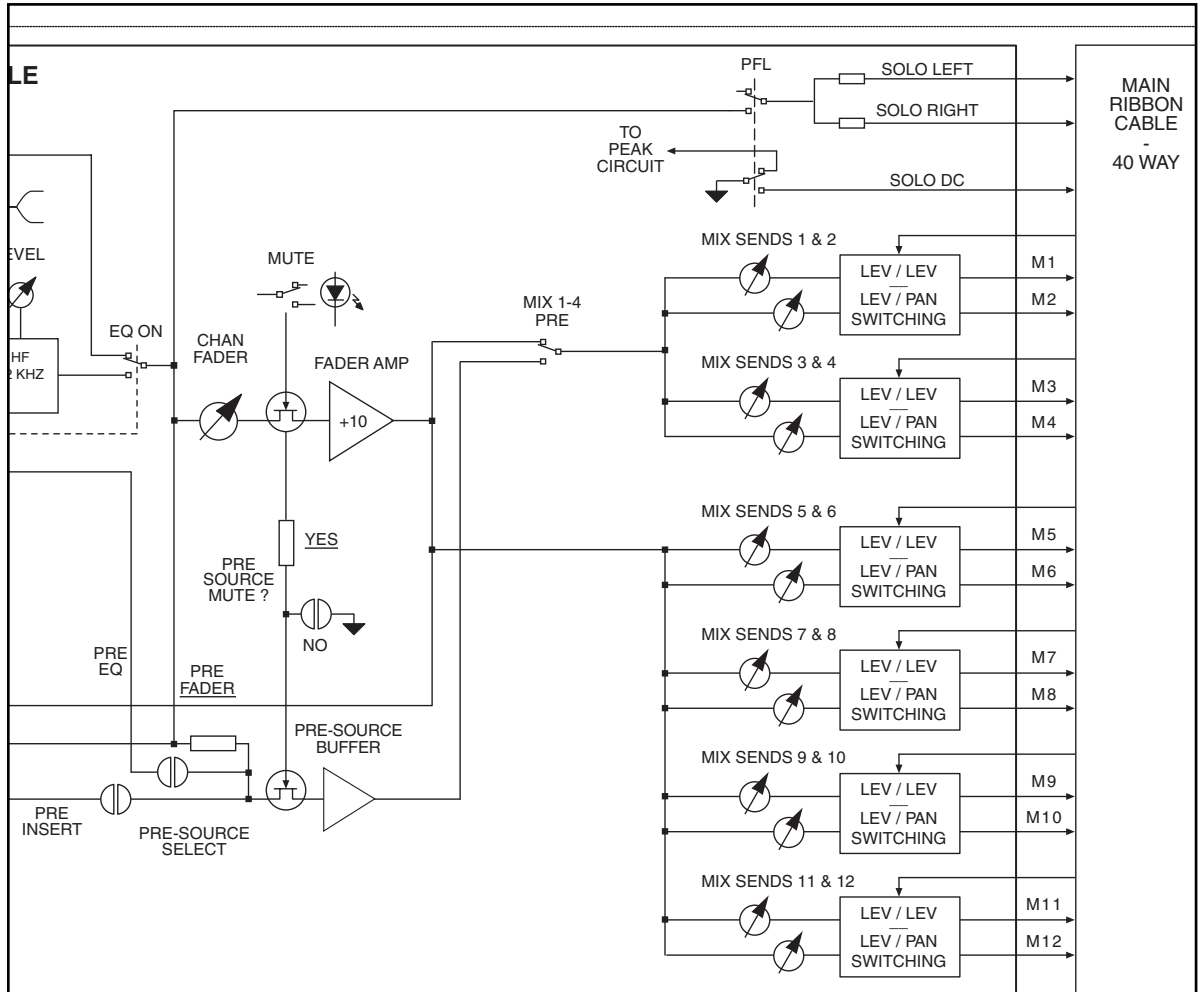 LE
PFL
SOLO LEFT
SOLO RIGHT
MAIN
RIBBON
CABLE
-
40 WAY
TO
PEAK
CIRCUIT
SOLO DC
EVEL
MUTE
MIX SENDS 1 & 2
LEV / LEV
LEV / PAN
SWITCHING
M1
M2
HF
2 KHZ
EQ ON
CHAN
FADER
FADER AMP
+10
MIX 1-4
PRE
MIX SENDS 3 & 4
LEV / LEV
LEV / PAN
SWITCHING
M3
M4
YES
PRE
SOURCE
MUTE ?
NO
MIX SENDS 5 & 6
LEV / LEV
LEV / PAN
SWITCHING
M5
M6
PRE
EQ
PRE
FADER
MIX SENDS 7 & 8
LEV / LEV
LEV / PAN
SWITCHING
M7
M8
PRE-SOURCE
BUFFER
PRE
INSERT
PRE-SOURCE
SELECT
MIX SENDS 9 & 10
LEV / LEV
LEV / PAN
SWITCHING
M9
M10
MIX SENDS 11 & 12
LEV / LEV
LEV / PAN
SWITCHING
M11
M12